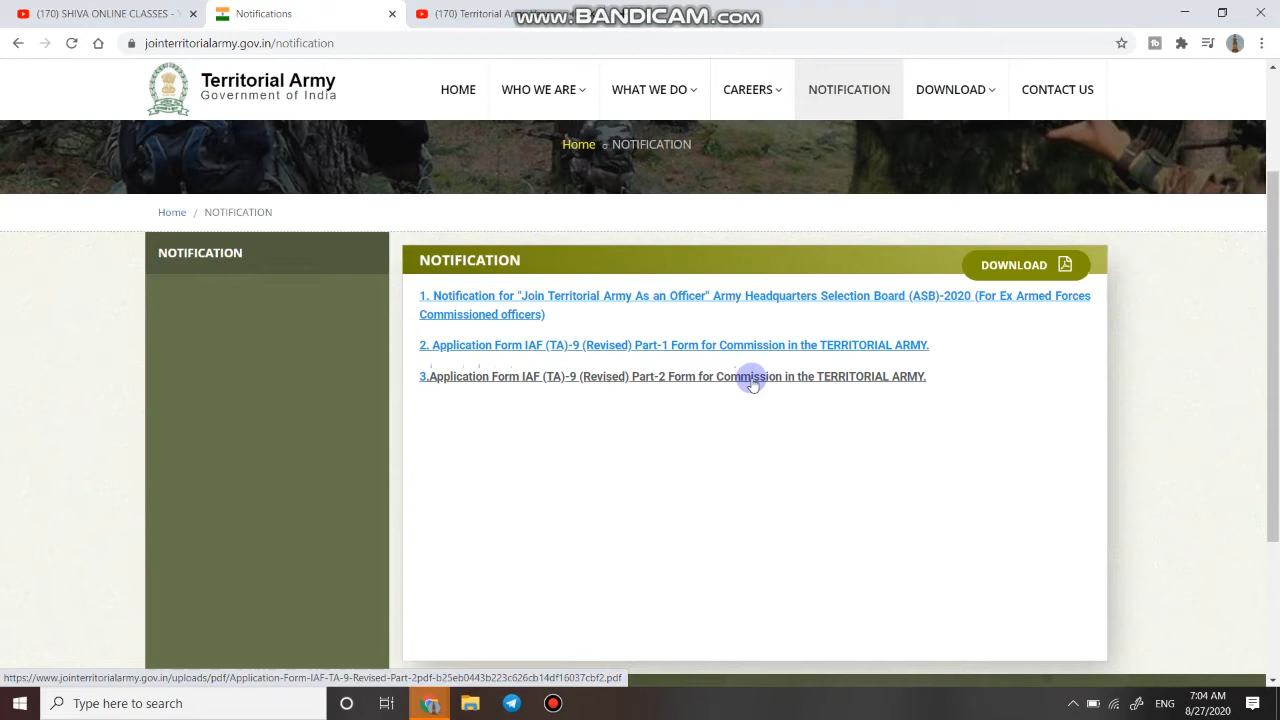 (170) SHIVA ONLINE CLASSES -
Notifications
(170) Territorial Ar
WWW.BANDICAM.COM
jointerritorialarmy.gov.in/notification
Territorial Army
Government of India
HOME
WHO WE ARE
WHAT WE DO
CAREERS
NOTIFICATION
DOWNLOAD
CONTACT US
Home NOTIFICATION
Home / NOTIFICATION
NOTIFICATION
NOTIFICATION
DOWNLOAD
1. Notification for "Join Territorial Army As an Officer" Army Headquarters Selection Board (ASB)-2020 (For Ex Armed Forces
Commissioned officers)
2. Application Form IAF (TA)-9 (Revised) Part-1 Form for Commission in the TERRITORIAL ARMY.
3.Application Form IAF (TA)-9 (Revised) Part-2 Form for Commission in the TERRITORIAL ARMY.
https://www.jointerritorialarmy.gov.in/uploads/pdf/Application-Form-IAF-TA-9-Revised-Part-2pdf-b25eb0443b223c626cb14df16037cbf2.pdf
Type here to search
ENG
7:04 AM
8/27/2020